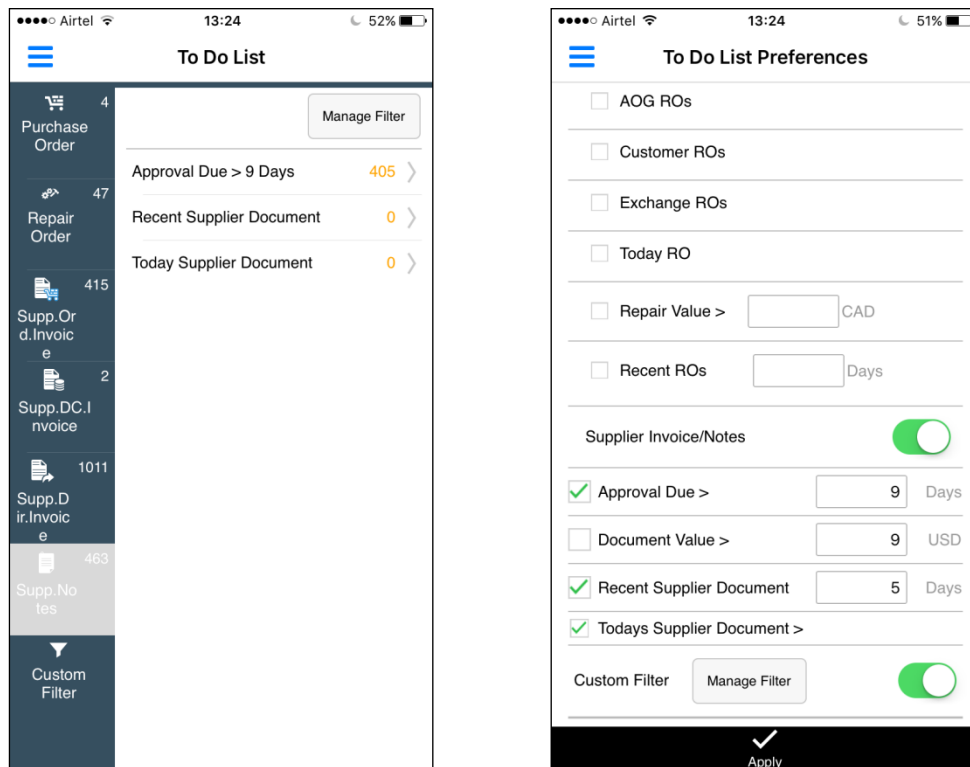 Airtel 13:24 52%
To Do List
4
Purchase
Order
47
Repair
Order
415
Supp.Or
d.Invoic
e
2
Supp.DC.I
nvoice
1011
Supp.D
ir.Invoic
e
463
Supp.No
tes
Custom
Filter
Manage Filter
Approval Due > 9 Days 405
Recent Supplier Document 0
Today Supplier Document 0
Airtel 13:24 51%
To Do List Preferences
AOG ROs
Customer ROs
Exchange ROs
Today RO
Repair Value > CAD
Recent ROs Days
Supplier Invoice/Notes
Approval Due > 9 Days
Document Value > 9 USD
Recent Supplier Document 5 Days
Todays Supplier Document >
Custom Filter Manage Filter
Apply